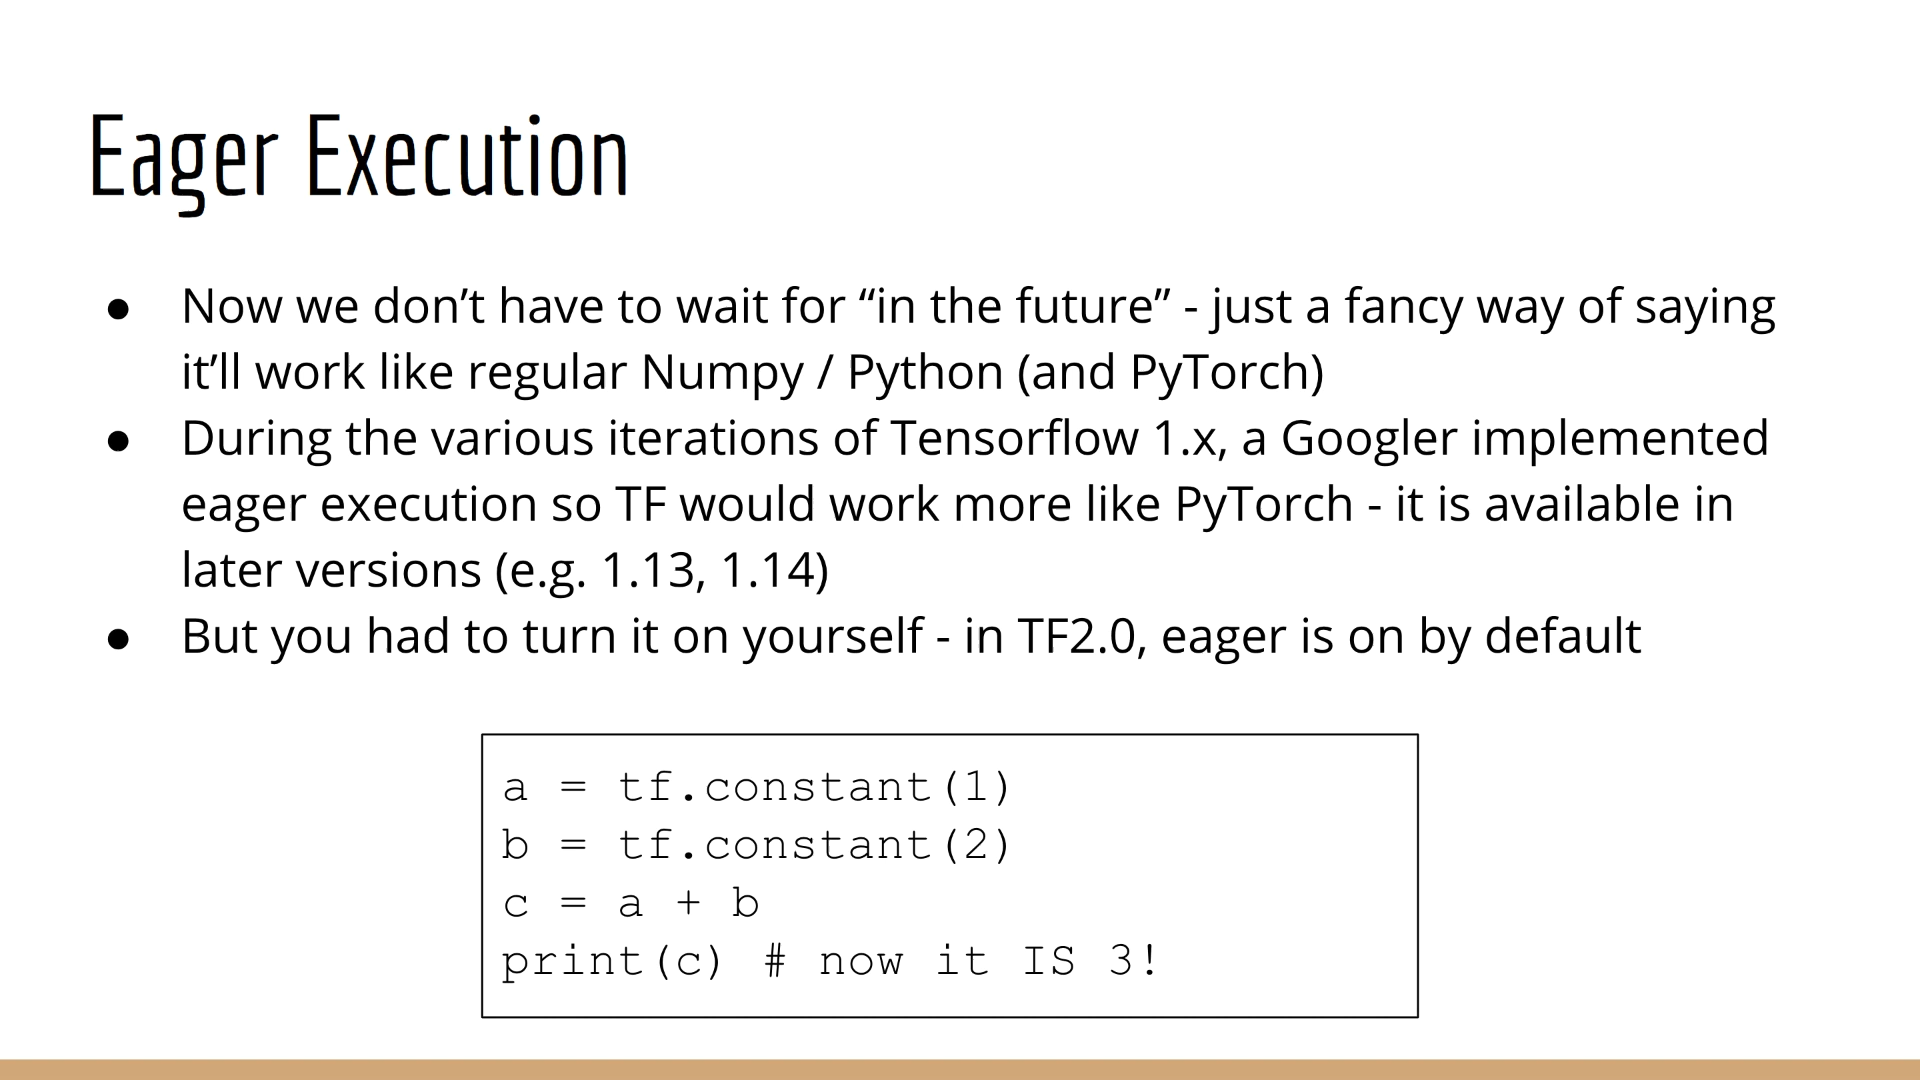 Eager Execution
● Now we don’t have to wait for “in the future” - just a fancy way of saying
it’ll work like regular Numpy / Python (and PyTorch)
● During the various iterations of Tensorflow 1.x, a Googler implemented
eager execution so TF would work more like PyTorch - it is available in
later versions (e.g. 1.13, 1.14)
● But you had to turn it on yourself - in TF2.0, eager is on by default
a = tf.constant(1)
b = tf.constant(2)
c = a + b
print(c) # now it IS 3!